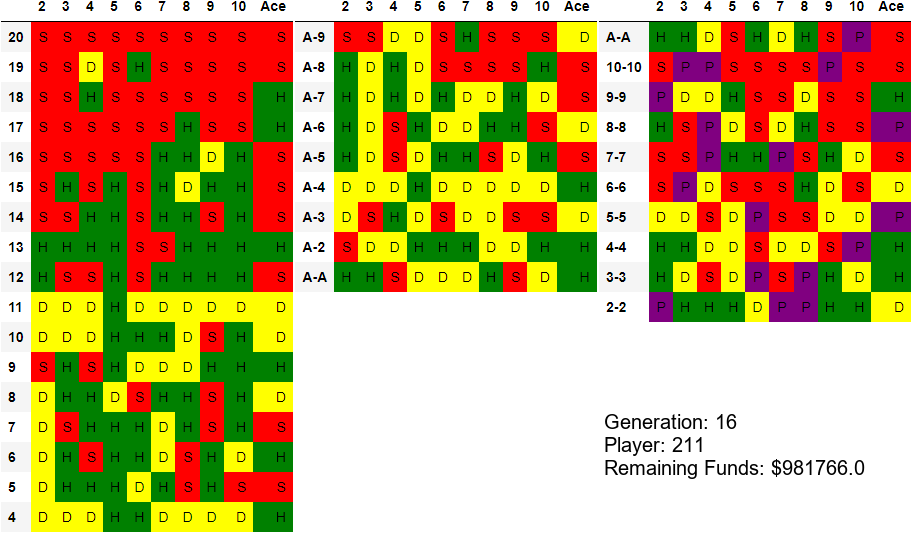 2 3 4 5 6 7 8 9 10 Ace
20 S S S S S S S S S S
19 S S D S H S S S S S
18 S S H S S S S S S H
17 S S S S S S H S S H
16 S S S S S H H D H S
15 S H S H S H D H H S
14 S S H H S H H S H S
13 H H H H S S H H H H
12 H S S H S H H H H S
11 D D D H D D D D D D
10 D D D H H H D S H D
9 S H S H D D D H H H
8 D H H D S H H S H D
7 D S H H H D H S H S
6 D H S H H D S H D H
5 D H H H D H S H S S
4 D D D H H D D D D H
2 3 4 5 6 7 8 9 10 Ace
A-9 S S D D S H S S S D
A-8 H D H D S S S S H S
A-7 H D H D H D D H D S
A-6 H D S H D D H H S D
A-5 H D S D H H S D H S
A-4 D D D H D D D D D H
A-3 D S H D S D D S S D
A-2 S D D H H H D D H H
A-A H H S D D D H S D H
2 3 4 5 6 7 8 9 10 Ace
A-A H H D S H D H S P S
10-10 S P P S S S S P S S
9-9 P D D H S S D S S H
8-8 H S P D S D H S S P
7-7 S S P H H P S H D S
6-6 S P D S S S H D S D
5-5 D D S D P S S D D P
4-4 H H D D S D D S P H
3-3 H D S D P S P H D H
2-2 P H H H D P P H H D
Generation: 16
Player: 211
Remaining Funds: $981766.0